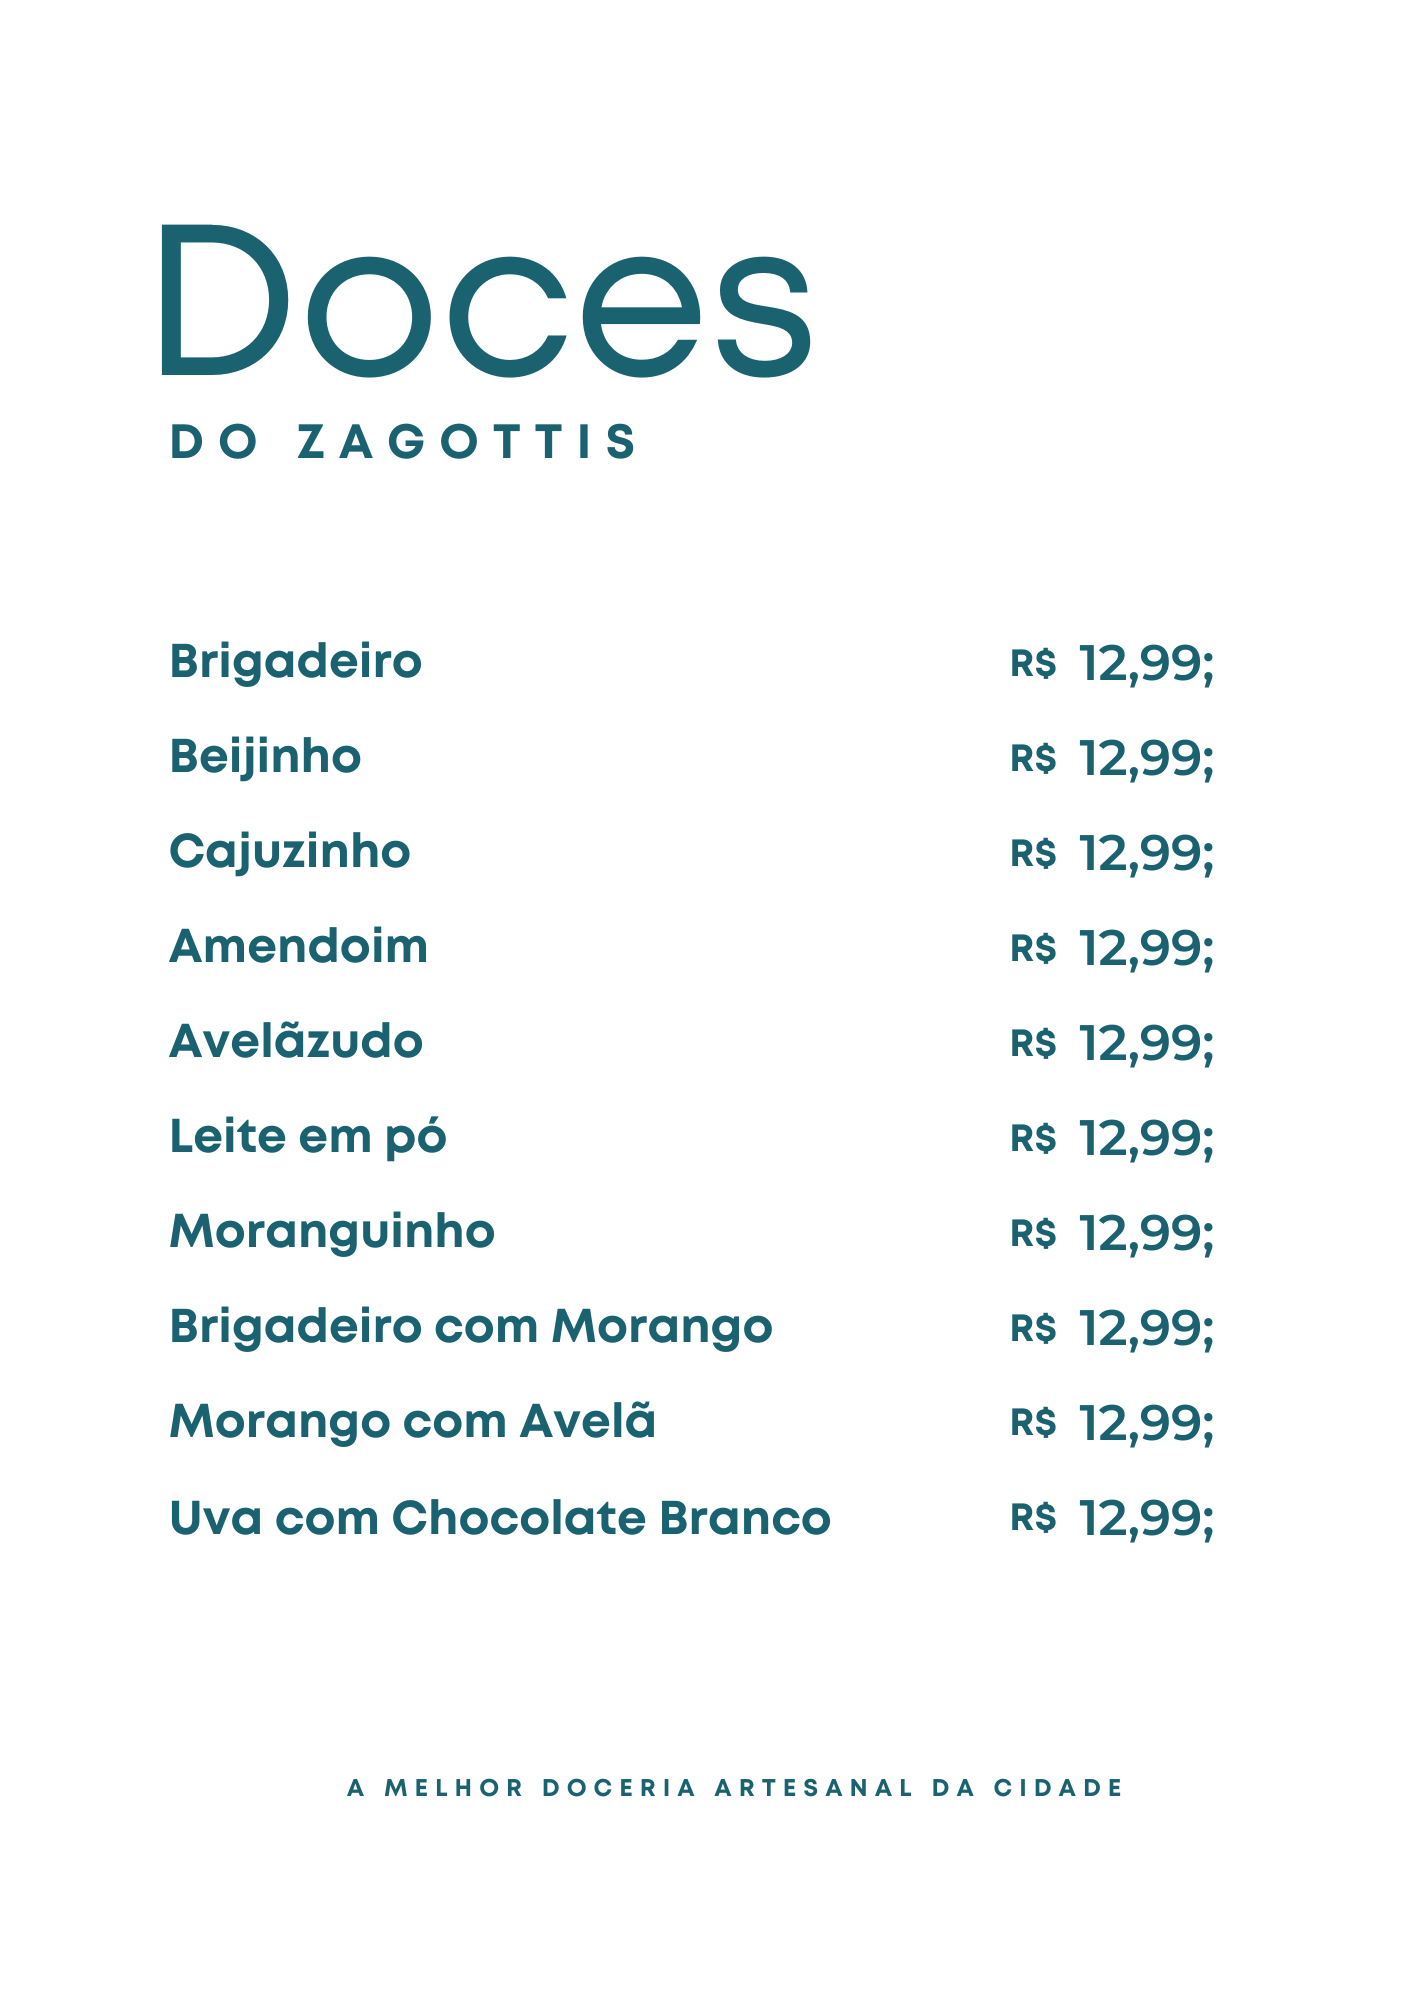 Doces
DO ZAGOTTIS
Brigadeiro R$ 12,99;
Beijinho R$ 12,99;
Cajuzinho R$ 12,99;
Amendoim R$ 12,99;
Avelãzudo R$ 12,99;
Leite em pó R$ 12,99;
Moranguinho R$ 12,99;
Brigadeiro com Morango R$ 12,99;
Morango com Avelã R$ 12,99;
Uva com Chocolate Branco R$ 12,99;
A MELHOR DOCERIA ARTESANAL DA CIDADE